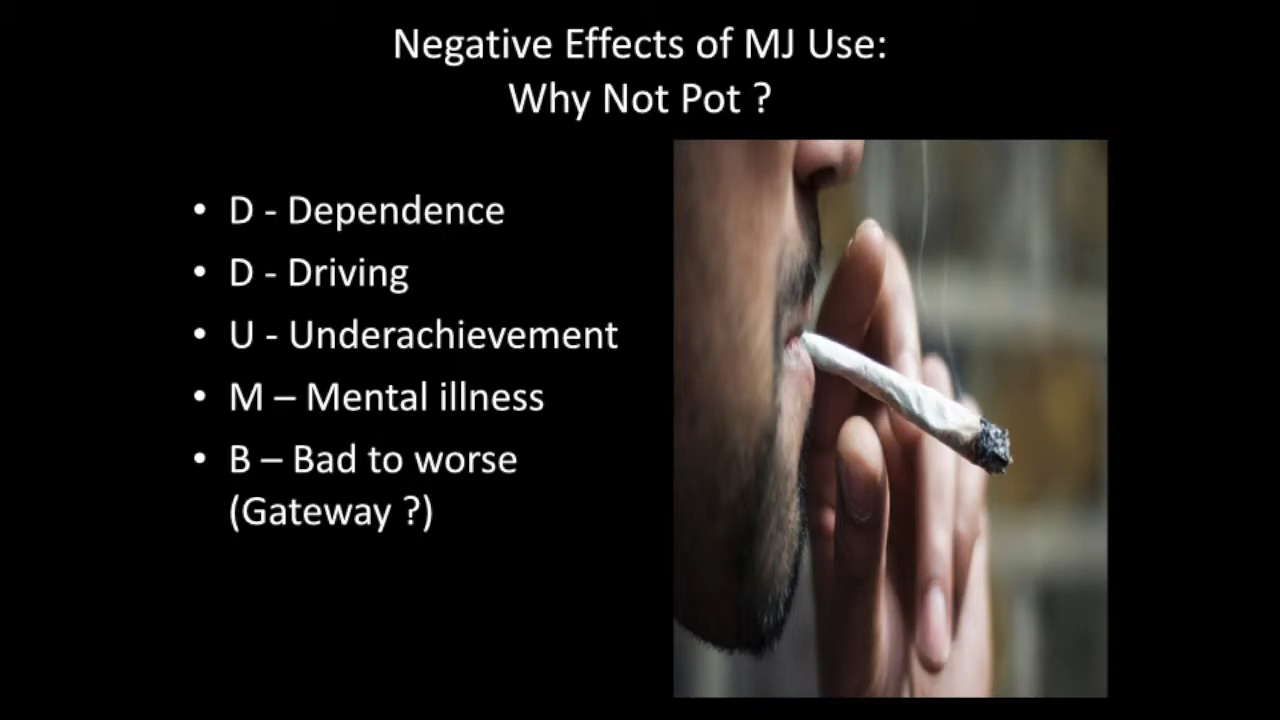 Negative Effects of MJ Use:
Why Not Pot ?
• D - Dependence
• D - Driving
• U - Underachievement
• M – Mental illness
• B – Bad to worse
(Gateway ?)